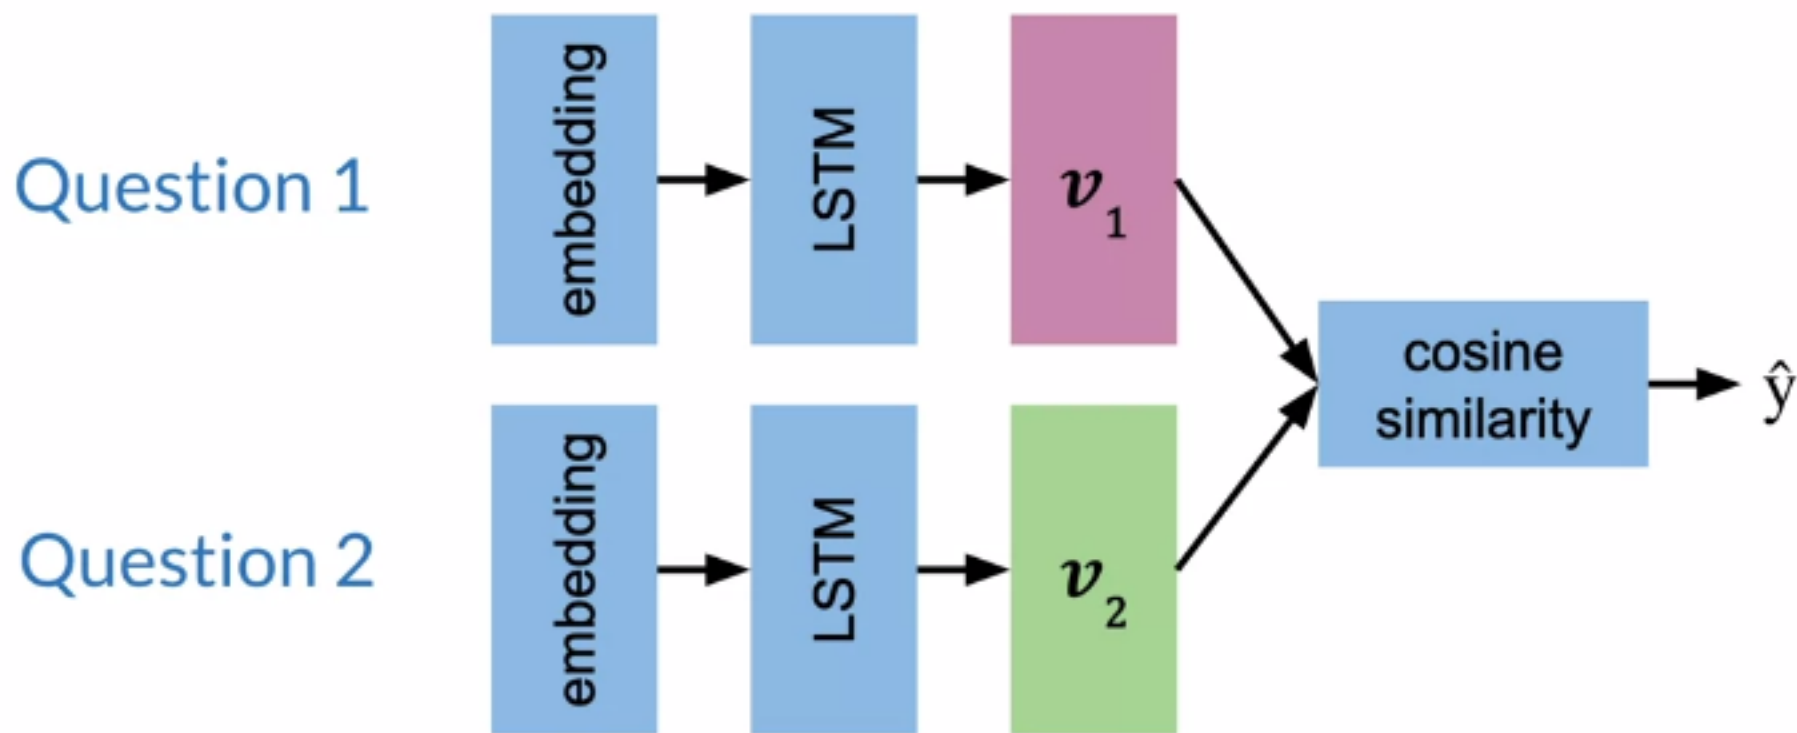 Question 1
embedding
LSTM
v1
Question 2
embedding
LSTM
v2
cosine
similarity
ŷ